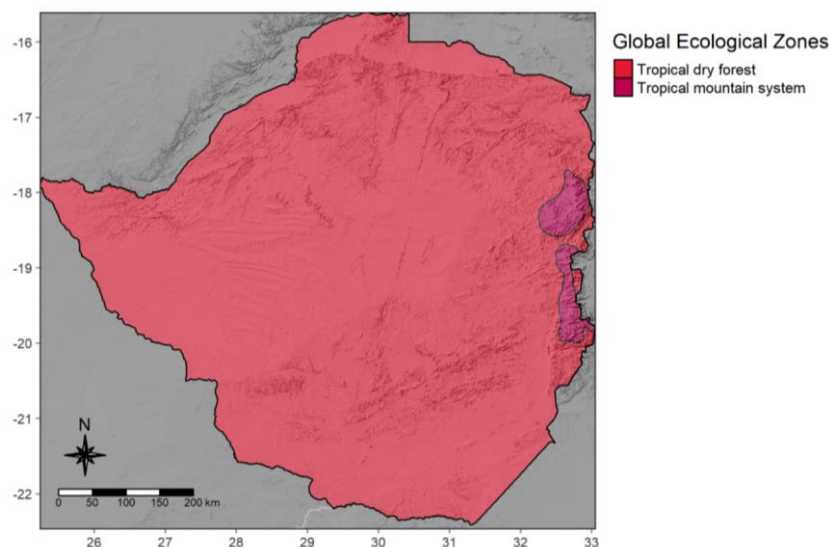 Global Ecological Zones
Tropical dry forest
Tropical mountain system
-16
-17
-18
-19
-20
-21
-22
N
0 50 100 150 200 km
26 27 28 29 30 31 32 33